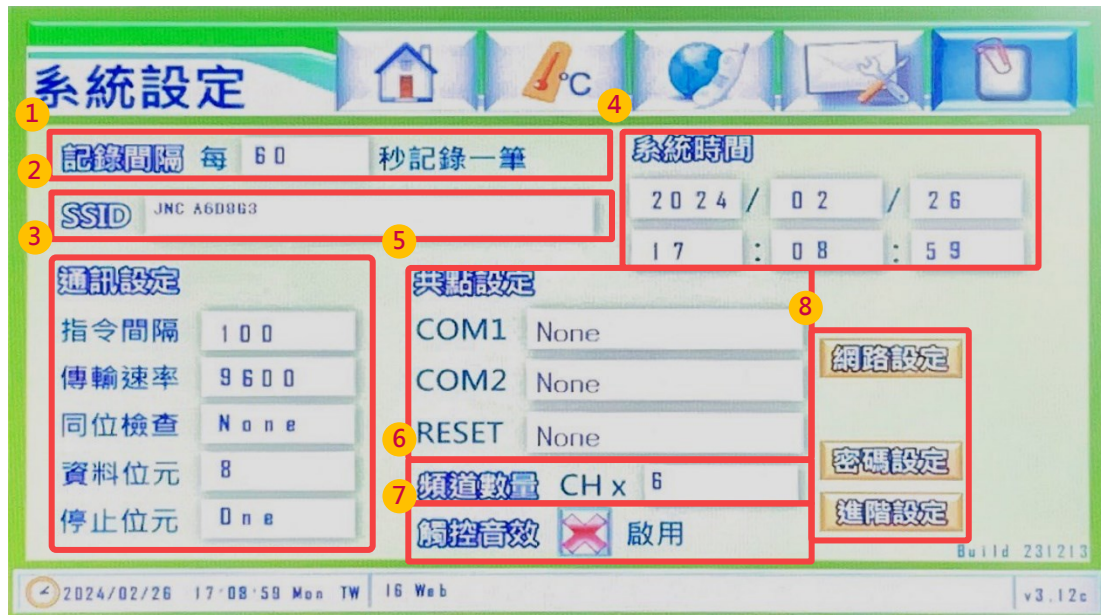 系統設定
°C
1
4
記錄間隔 每 60 秒記錄一筆
系統時間
2
SSID JNC A6D863
2024 / 02 / 26
3
5
17 : 08 : 59
通訊設定
共點設定
8
指令間隔 100
COM1 None
網路設定
傳輸速率 9600
COM2 None
同位檢查 None
6
RESET None
密碼設定
資料位元 8
頻道數量 CH x 6
7
進階設定
停止位元 One
觸控音效 啟用
Build 231213
2024/02/26 17:08:59 Mon TW 16 Web v3.12c